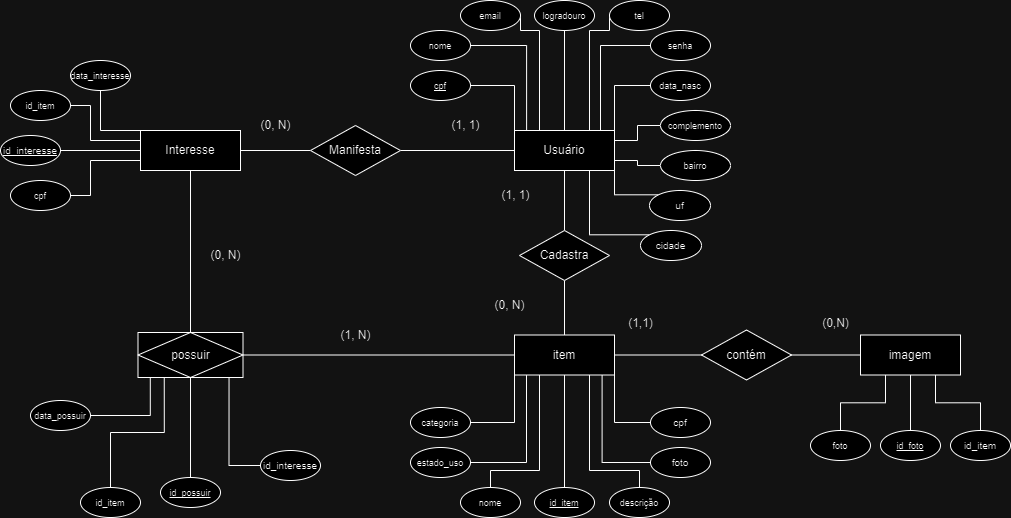 email
logradouro
tel
nome
senha
cpf
data_nasc
data_interesse
id_item
id_interesse
cpf
Interesse
(0, N)
Manifesta
(1, 1)
Usuário
complemento
bairro
uf
cidade
(1, 1)
Cadastra
(0, N)
(0, N)
possuir
(1, N)
item
(1,1)
contém
(0,N)
imagem
data_possuir
id_item
id_possuir
id_interesse
categoria
estado_uso
nome
id_item
descrição
foto
cpf
foto
id_foto
id_item